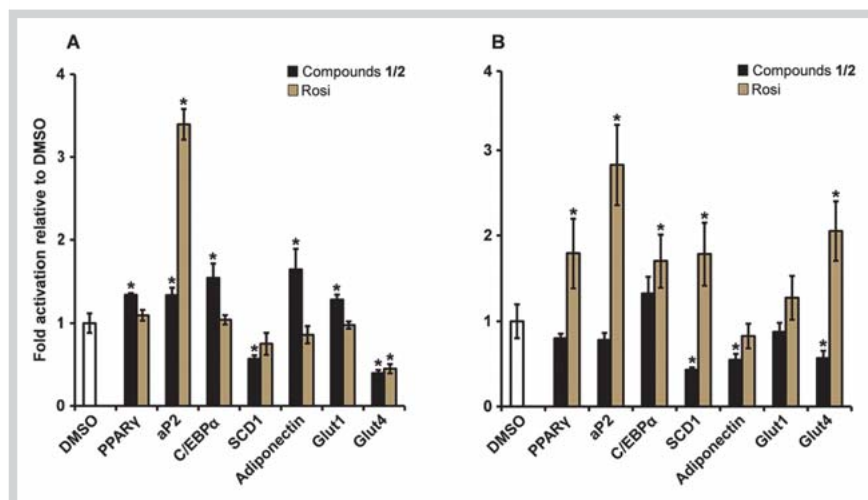 A
Compounds 1/2
Rosi
Fold activation relative to DMSO
4
3
2
1
0
*
*
*
*
*
*
*
*
*
DMSO
PPARγ
aP2
C/EBPα
SCD1
Adiponectin
Glut1
Glut4
B
Compounds 1/2
Rosi
4
3
2
1
0
*
*
*
*
*
*
*
*
DMSO
PPARγ
aP2
C/EBPα
SCD1
Adiponectin
Glut1
Glut4